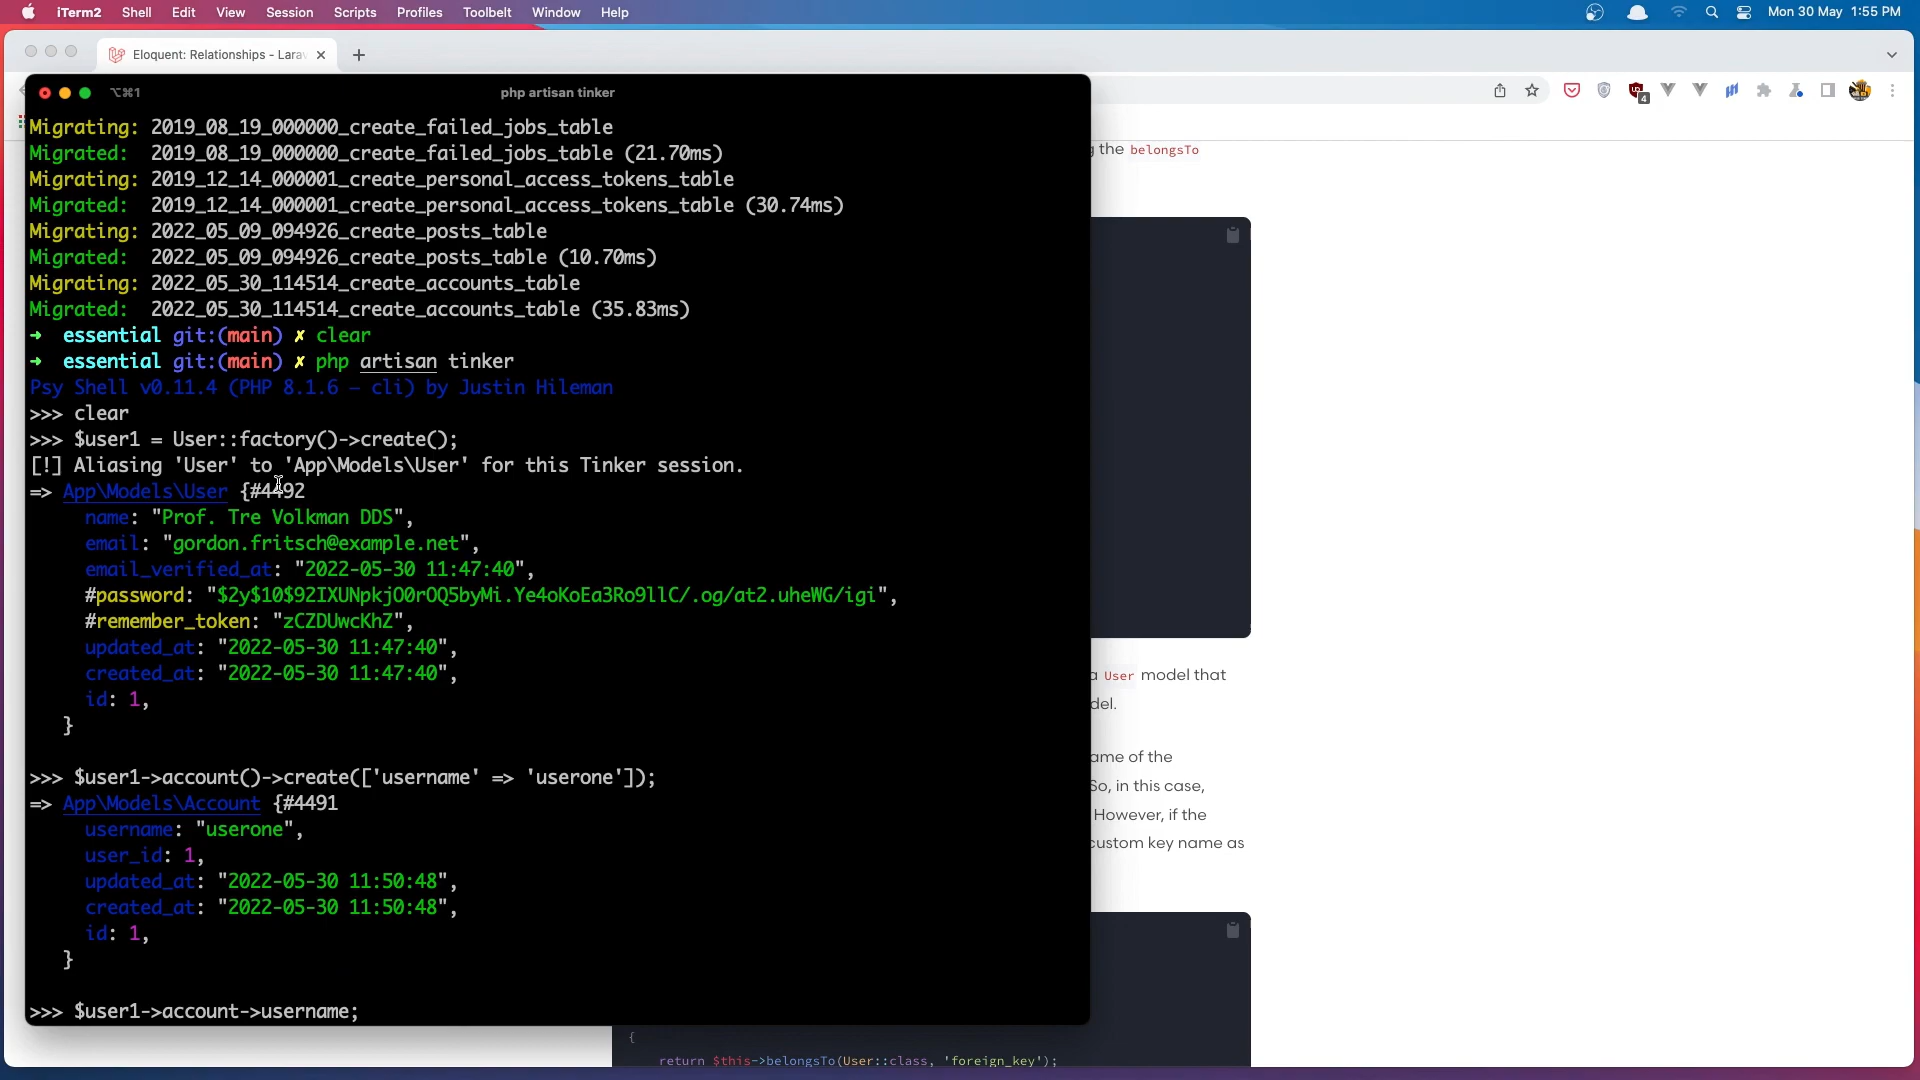 iTerm2 Shell Edit View Session Scripts Profiles Toolbelt Window Help
Mon 30 May 1:55 PM
Eloquent: Relationships - Lara
4
⌥⌘1
php artisan tinker
Migrating: 2019_08_19_000000_create_failed_jobs_table
Migrated:  2019_08_19_000000_create_failed_jobs_table (21.70ms)
Migrating: 2019_12_14_000001_create_personal_access_tokens_table
Migrated:  2019_12_14_000001_create_personal_access_tokens_table (30.74ms)
Migrating: 2022_05_09_094926_create_posts_table
Migrated:  2022_05_09_094926_create_posts_table (10.70ms)
Migrating: 2022_05_30_114514_create_accounts_table
Migrated:  2022_05_30_114514_create_accounts_table (35.83ms)
➜  essential git:(main) ✗ clear
➜  essential git:(main) ✗ php artisan tinker
Psy Shell v0.11.4 (PHP 8.1.6 — cli) by Justin Hileman
>>> clear
>>> $user1 = User::factory()->create();
[!] Aliasing 'User' to 'App\Models\User' for this Tinker session.
=> App\Models\User {#4492
     name: "Prof. Tre Volkman DDS",
     email: "gordon.fritsch@example.net",
     email_verified_at: "2022-05-30 11:47:40",
     #password: "$2y$10$92IXUNpkjO0rOQ5byMi.Ye4oKoEa3Ro9llC/.og/at2.uheWG/igi",
     #remember_token: "zCZDUwcKhZ",
     updated_at: "2022-05-30 11:47:40",
     created_at: "2022-05-30 11:47:40",
     id: 1,
   }
>>> $user1->account()->create(['username' => 'userone']);
=> App\Models\Account {#4491
     username: "userone",
     user_id: 1,
     updated_at: "2022-05-30 11:50:48",
     created_at: "2022-05-30 11:50:48",
     id: 1,
   }
>>> $user1->account->username;
the belongsTo
a User model that
del.
ame of the
So, in this case,
However, if the
custom key name as
{
return $this->belongsTo(User::class, 'foreign_key');